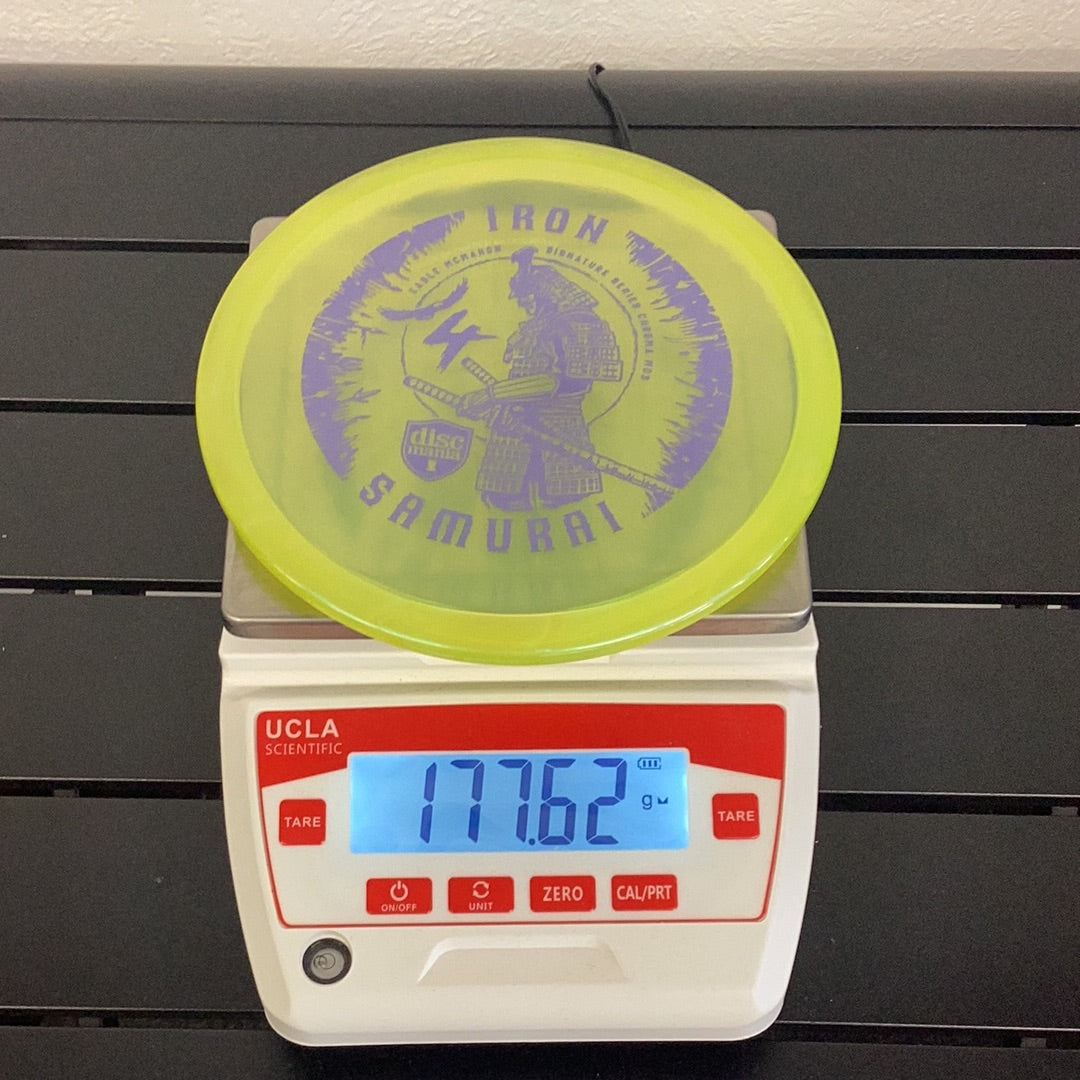 IRON
EAGLE MCMAHON SIGNATURE SERIES CHROMA MD3
4
disc
mania
SAMURAI
UCLA
SCIENTIFIC
177.62
g
TARE
TARE
ON/OFF
UNIT
ZERO
CAL/PRT